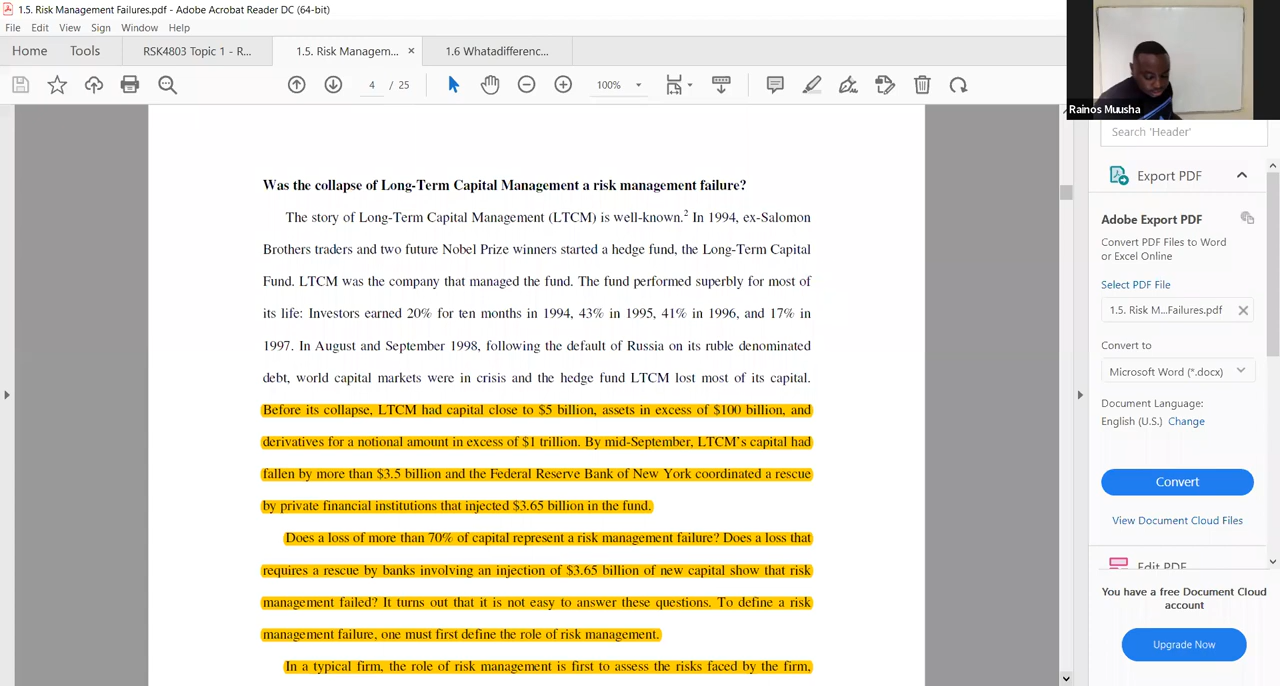 1.5. Risk Management Failures.pdf - Adobe Acrobat Reader DC (64-bit)
File Edit View Sign Window Help
Home Tools RSK4803 Topic 1 - R... 1.5. Risk Managem... × 1.6 Whatadifferenc...
4 / 25 100%
Rainos Muusha
Search 'Header'
Export PDF
Adobe Export PDF
Convert PDF Files to Word
or Excel Online
Select PDF File
1.5. Risk M...Failures.pdf
Convert to
Microsoft Word (*.docx)
Document Language:
English (U.S.) Change
Convert
View Document Cloud Files
Edit PDF
You have a free Document Cloud
account
Upgrade Now
Was the collapse of Long-Term Capital Management a risk management failure?
The story of Long-Term Capital Management (LTCM) is well-known.2 In 1994, ex-Salomon
Brothers traders and two future Nobel Prize winners started a hedge fund, the Long-Term Capital
Fund. LTCM was the company that managed the fund. The fund performed superbly for most of
its life: Investors earned 20% for ten months in 1994, 43% in 1995, 41% in 1996, and 17% in
1997. In August and September 1998, following the default of Russia on its ruble denominated
debt, world capital markets were in crisis and the hedge fund LTCM lost most of its capital.
Before its collapse, LTCM had capital close to $5 billion, assets in excess of $100 billion, and
derivatives for a notional amount in excess of $1 trillion. By mid-September, LTCM's capital had
fallen by more than $3.5 billion and the Federal Reserve Bank of New York coordinated a rescue
by private financial institutions that injected $3.65 billion in the fund.
Does a loss of more than 70% of capital represent a risk management failure? Does a loss that
requires a rescue by banks involving an injection of $3.65 billion of new capital show that risk
management failed? It turns out that it is not easy to answer these questions. To define a risk
management failure, one must first define the role of risk management.
In a typical firm, the role of risk management is first to assess the risks faced by the firm,